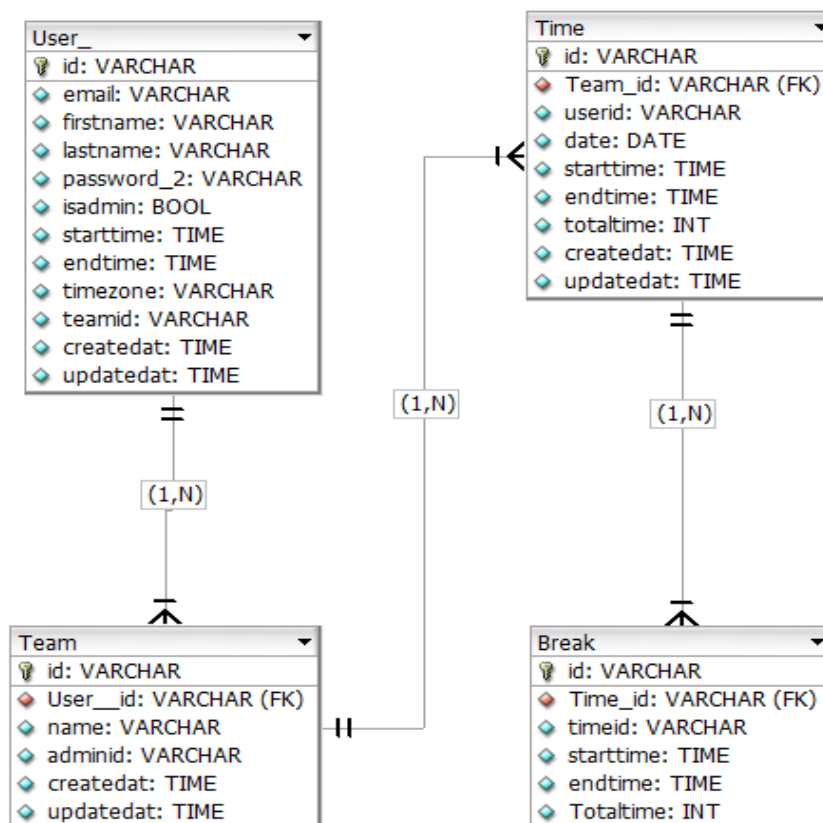 User_
id: VARCHAR
email: VARCHAR
firstname: VARCHAR
lastname: VARCHAR
password_2: VARCHAR
isadmin: BOOL
starttime: TIME
endtime: TIME
timezone: VARCHAR
teamid: VARCHAR
createdat: TIME
updatedat: TIME
Time
id: VARCHAR
Team_id: VARCHAR (FK)
userid: VARCHAR
date: DATE
starttime: TIME
endtime: TIME
totaltime: INT
createdat: TIME
updatedat: TIME
(1,N)
(1,N)
(1,N)
Team
id: VARCHAR
User__id: VARCHAR (FK)
name: VARCHAR
adminid: VARCHAR
createdat: TIME
updatedat: TIME
Break
id: VARCHAR
Time_id: VARCHAR (FK)
timeid: VARCHAR
starttime: TIME
endtime: TIME
Totaltime: INT